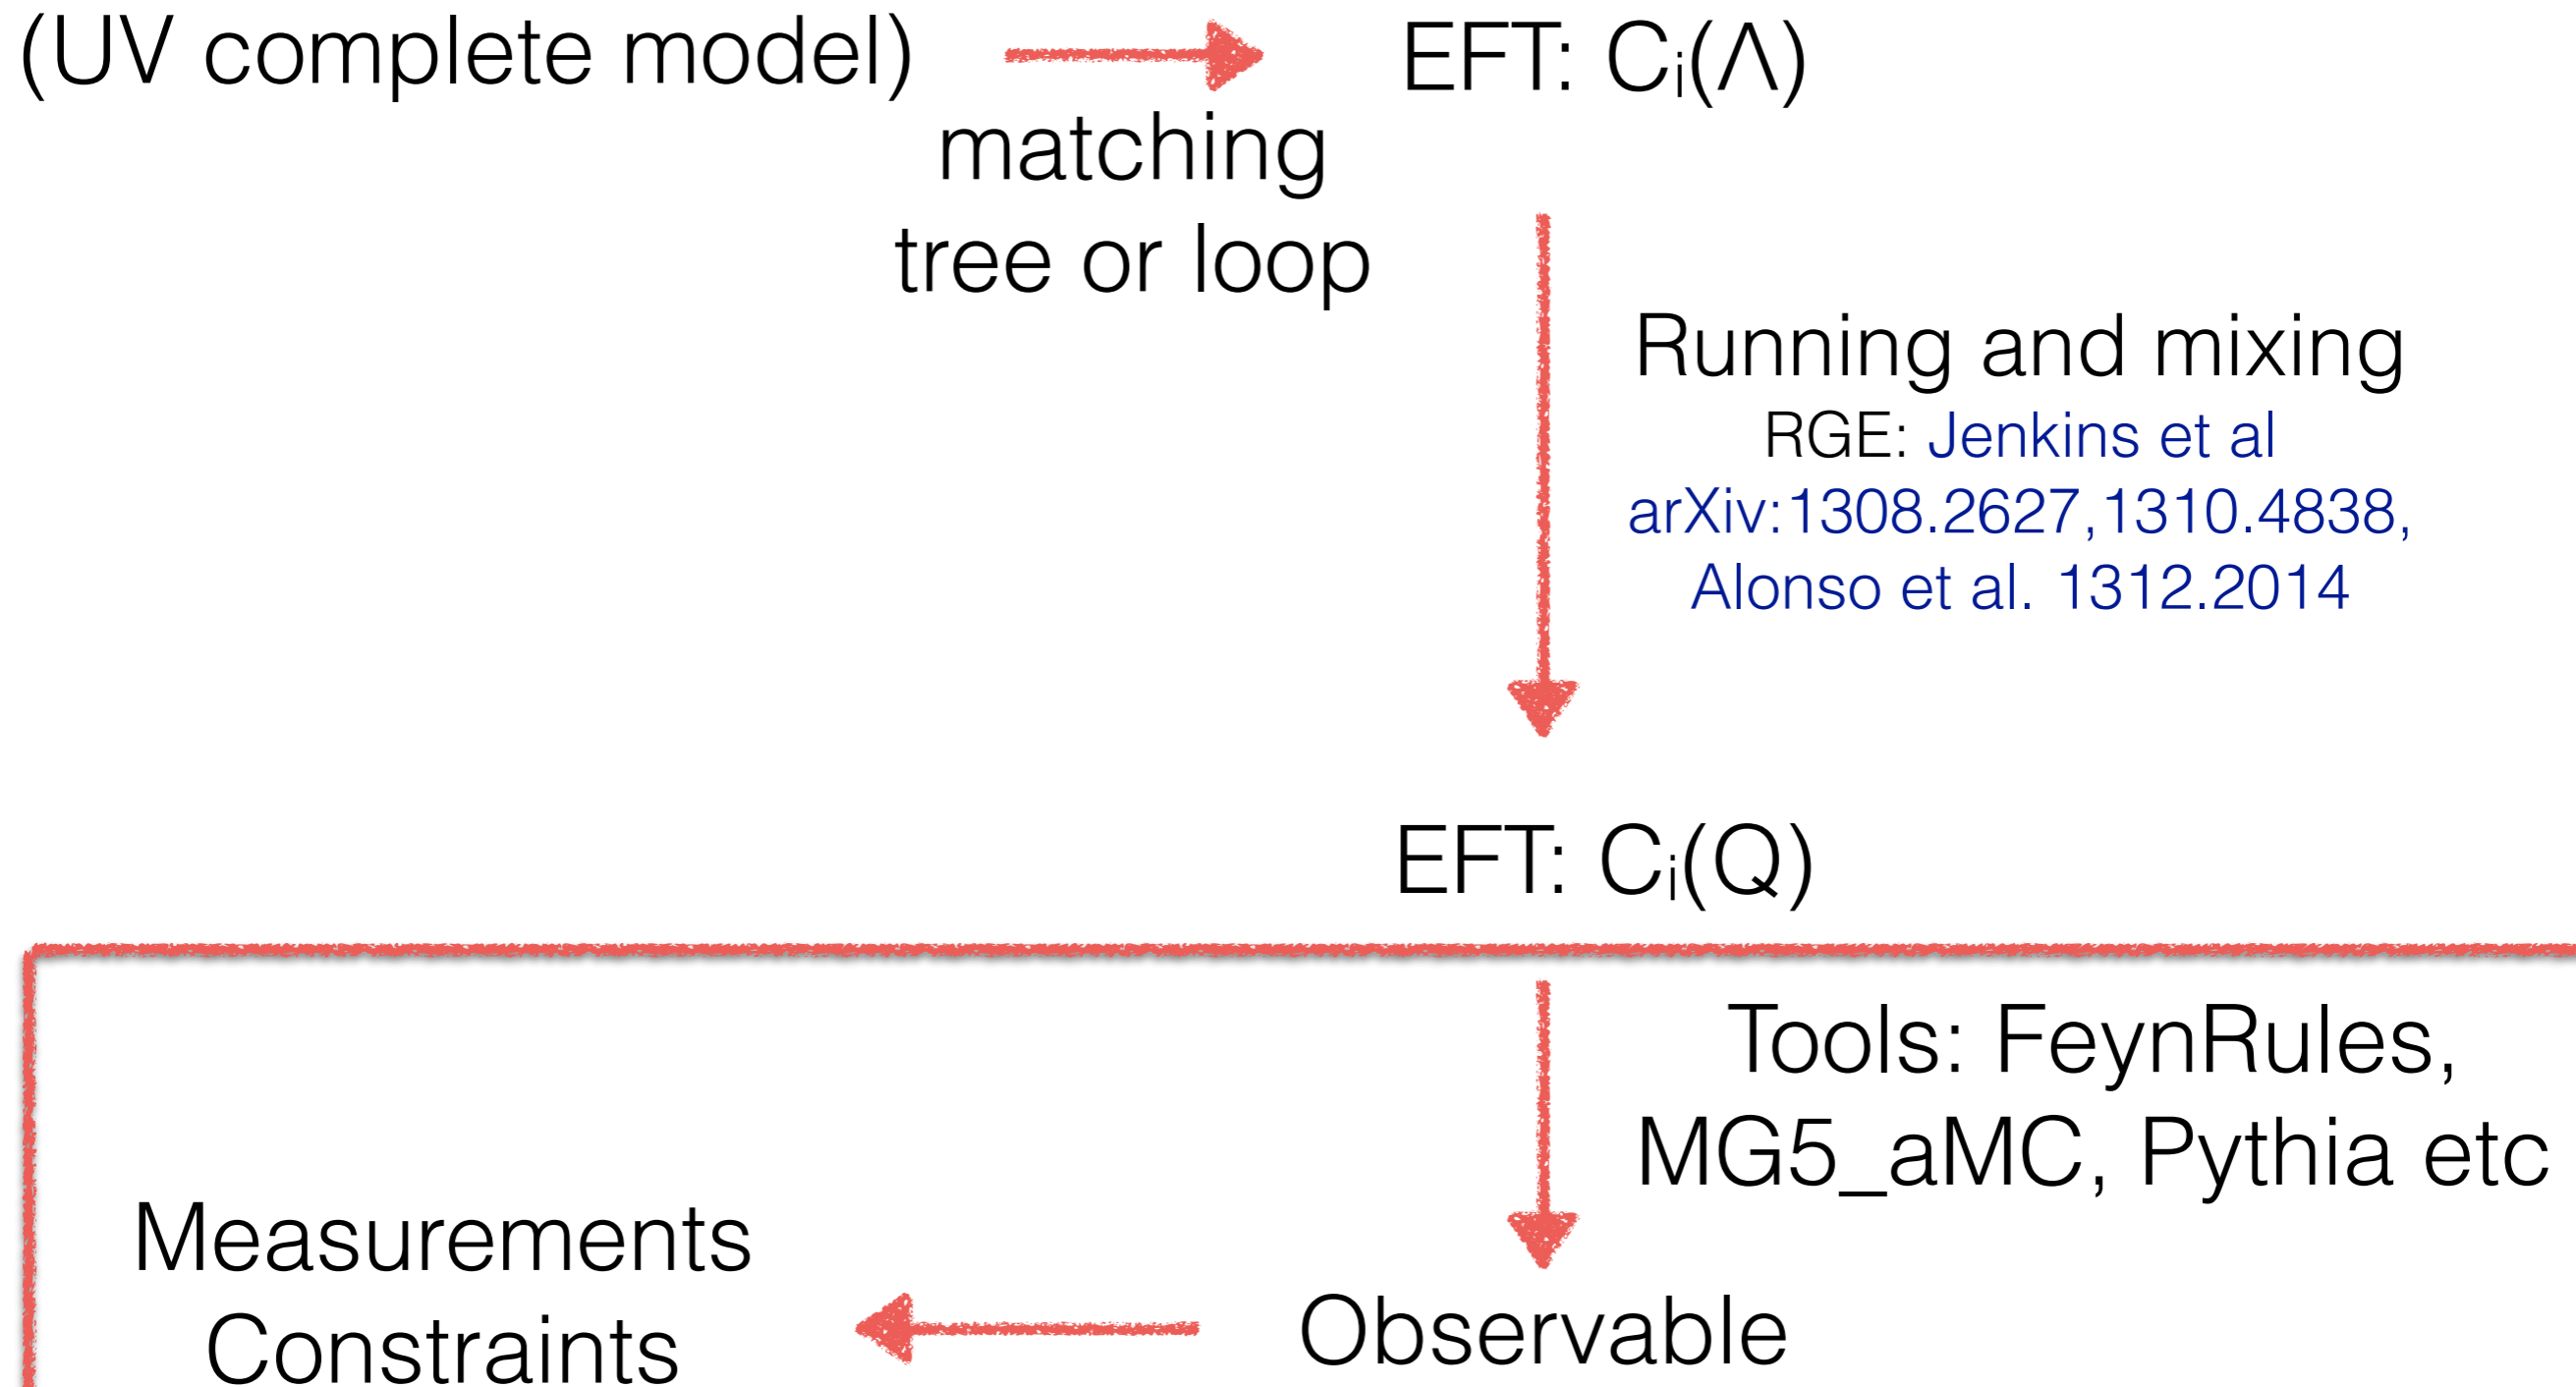 (UV complete model)
EFT: Cᵢ(Λ)
matching
tree or loop
Running and mixing
RGE: Jenkins et al
arXiv:1308.2627,1310.4838,
Alonso et al. 1312.2014
EFT: Cᵢ(Q)
Tools: FeynRules,
MG5_aMC, Pythia etc
Measurements
Constraints
Observable